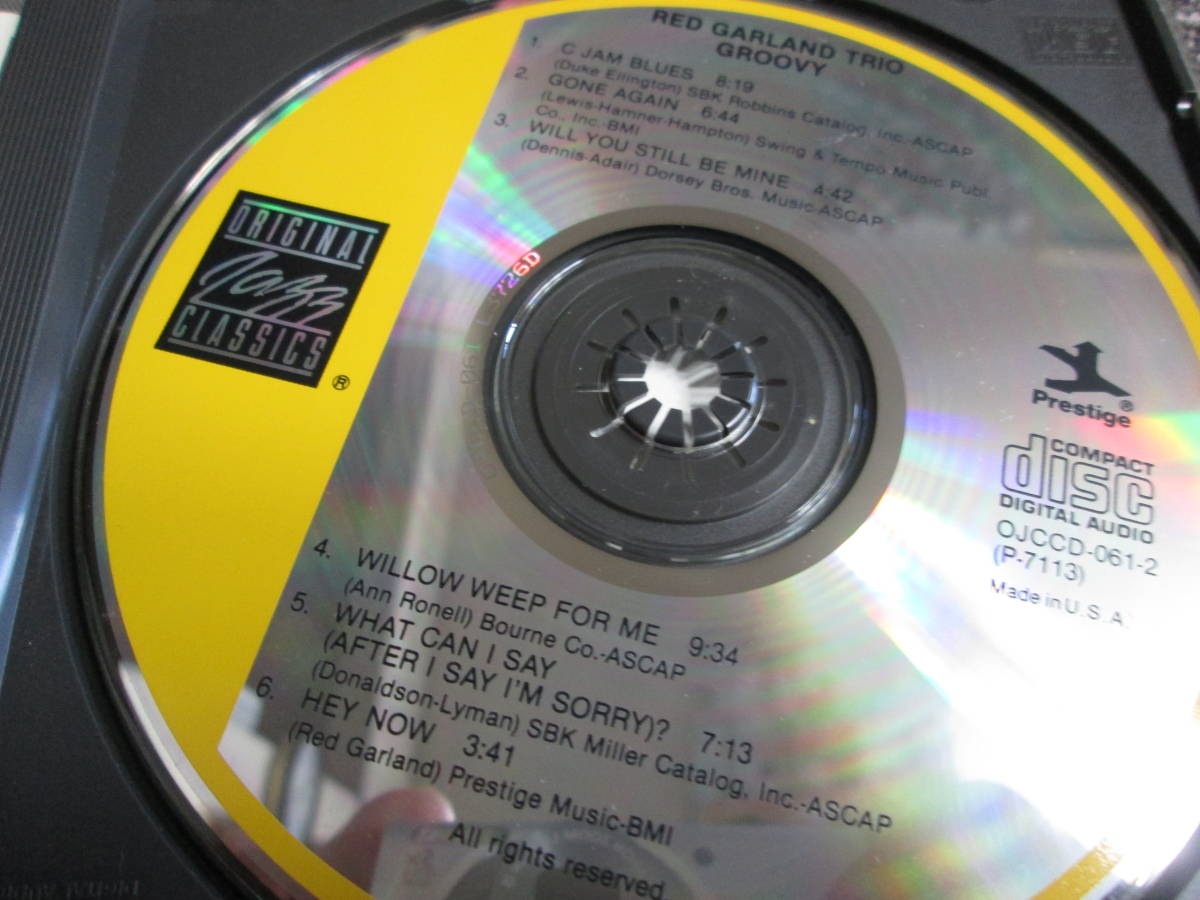 RED GARLAND TRIO
GROOVY
1. C JAM BLUES 8:19
(Duke Ellington) SBK Robbins Catalog, Inc. ASCAP
2. GONE AGAIN 6:44
(Lewis-Hamner-Hampton) Swing & Tempo Music Publ.
Co., Inc.-BMI
3. WILL YOU STILL BE MINE 4:42
(Dennis-Adair) Dorsey Bros. Music-ASCAP
ORIGINAL
Jazz
CLASSICS
®
Prestige®
COMPACT
disc
DIGITAL AUDIO
OJCCD-061-2
(P-7113)
Made in U.S.A.
4. WILLOW WEEP FOR ME 9:34
(Ann Ronell) Bourne Co.-ASCAP
5. WHAT CAN I SAY
(AFTER I SAY I'M SORRY)? 7:13
(Donaldson-Lyman) SBK Miller Catalog, Inc.-ASCAP
6. HEY NOW 3:41
(Red Garland) Prestige Music-BMI
All rights reserved